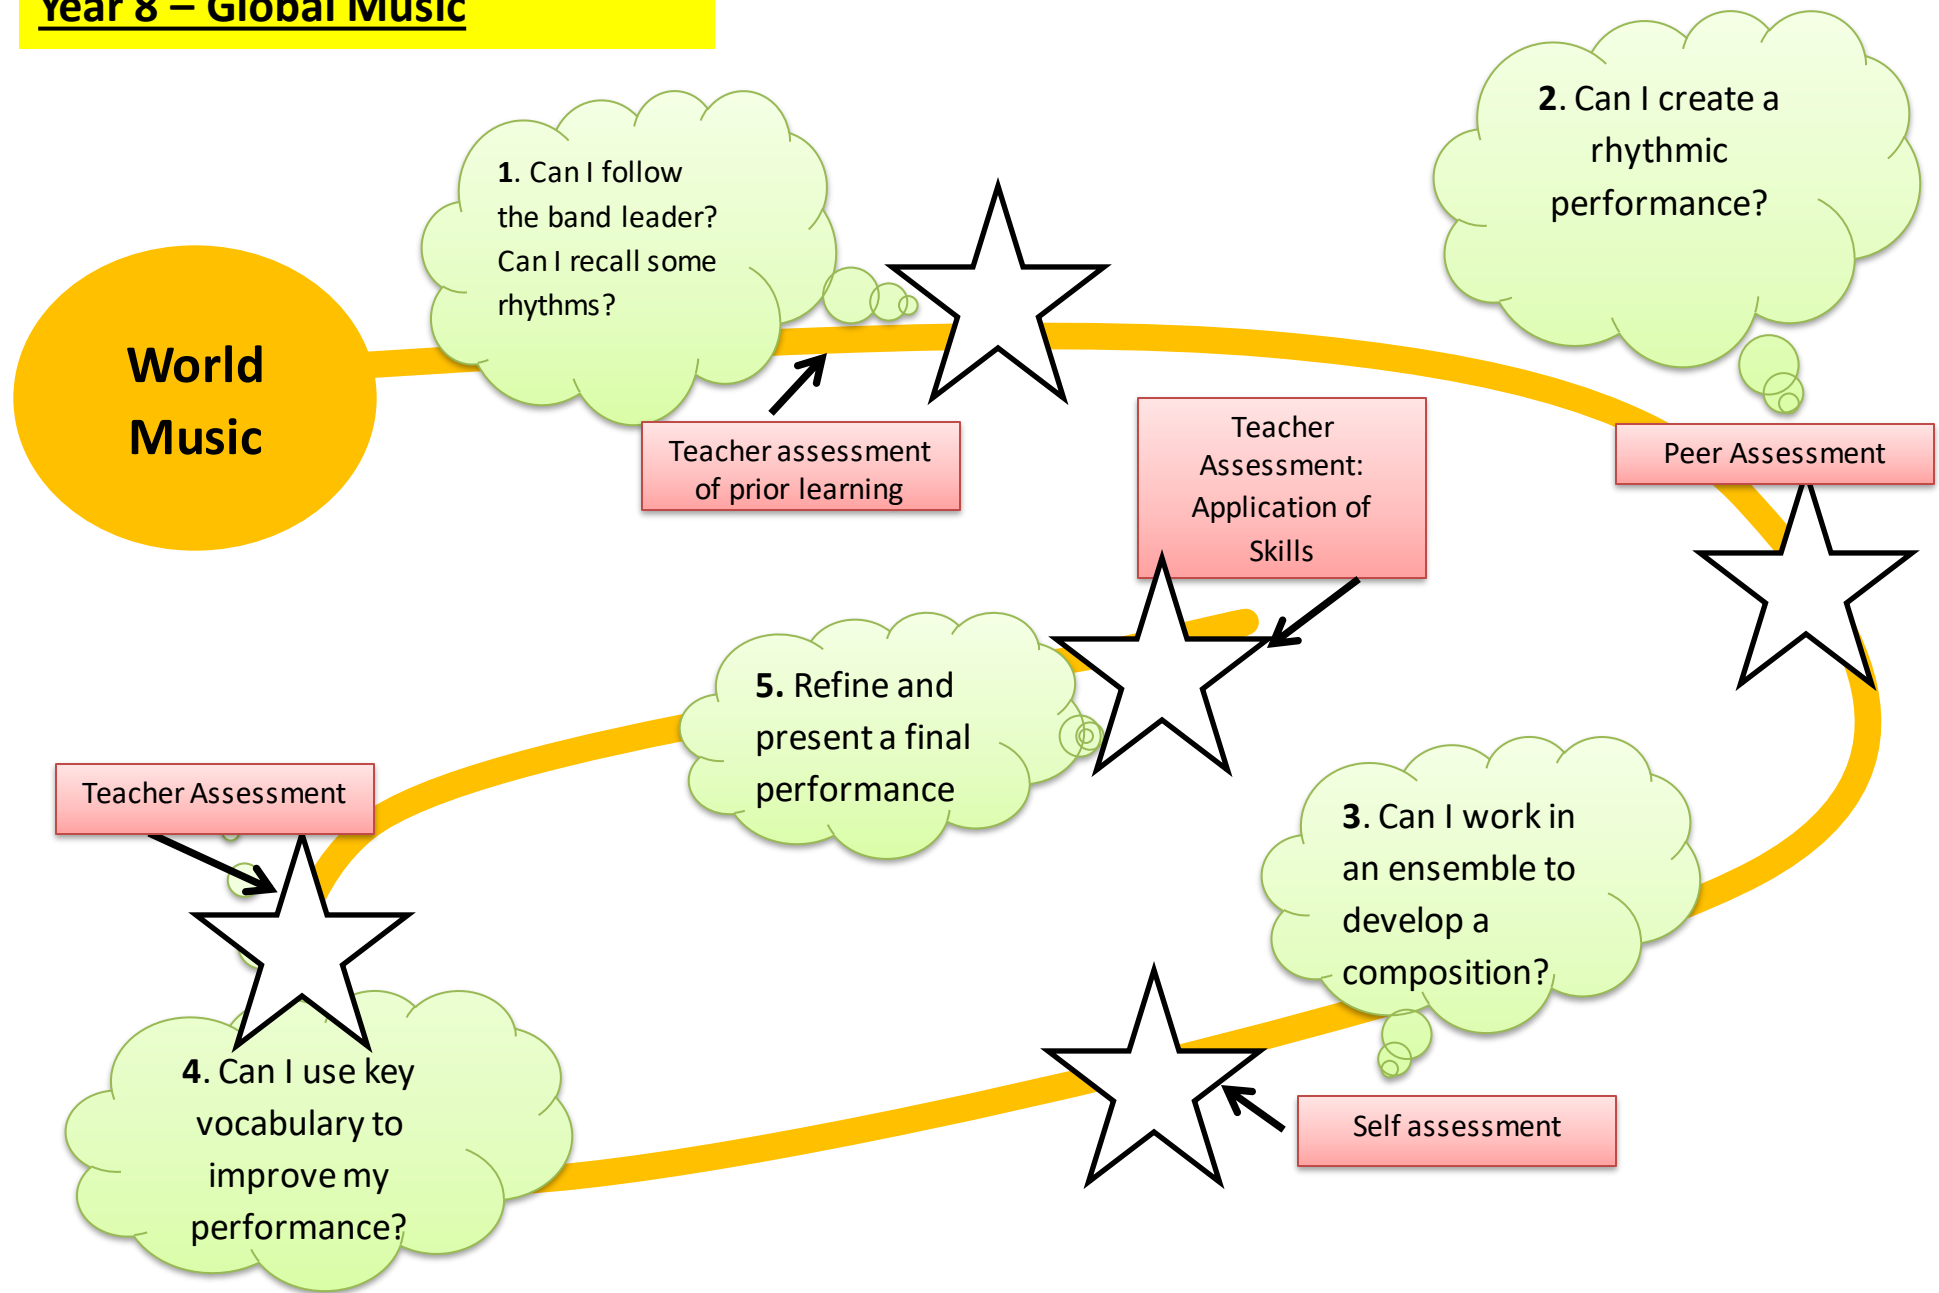 Year 8 – Global Music
1. Can I follow
the band leader?
Can I recall some
rhythms?
2. Can I create a
rhythmic
performance?
World
Music
Teacher assessment
of prior learning
Teacher
Assessment:
Application of
Skills
Peer Assessment
5. Refine and
present a final
performance
Teacher Assessment
3. Can I work in
an ensemble to
develop a
composition?
4. Can I use key
vocabulary to
improve my
performance?
Self assessment